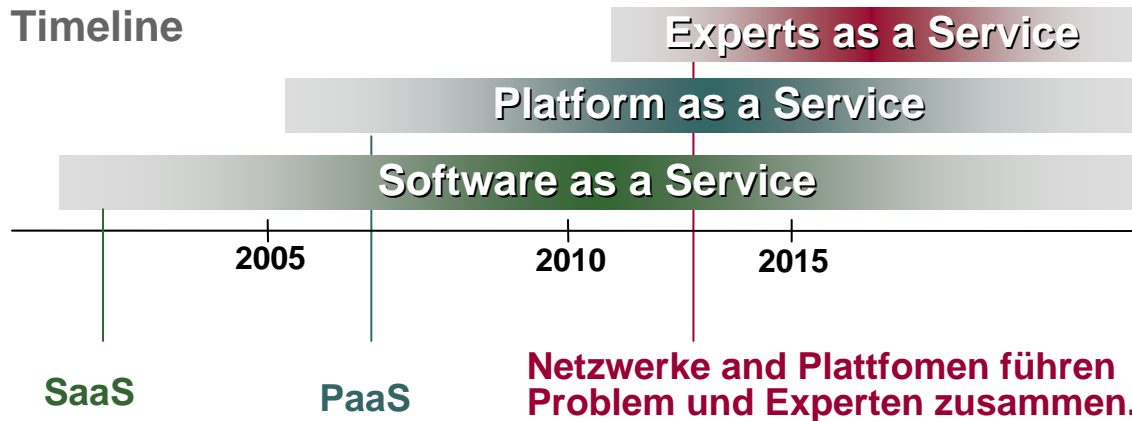 Timeline
Experts as a Service
Platform as a Service
Software as a Service
2005
2010
2015
SaaS
PaaS
Netzwerke and Plattfomen führen
Problem und Experten zusammen.